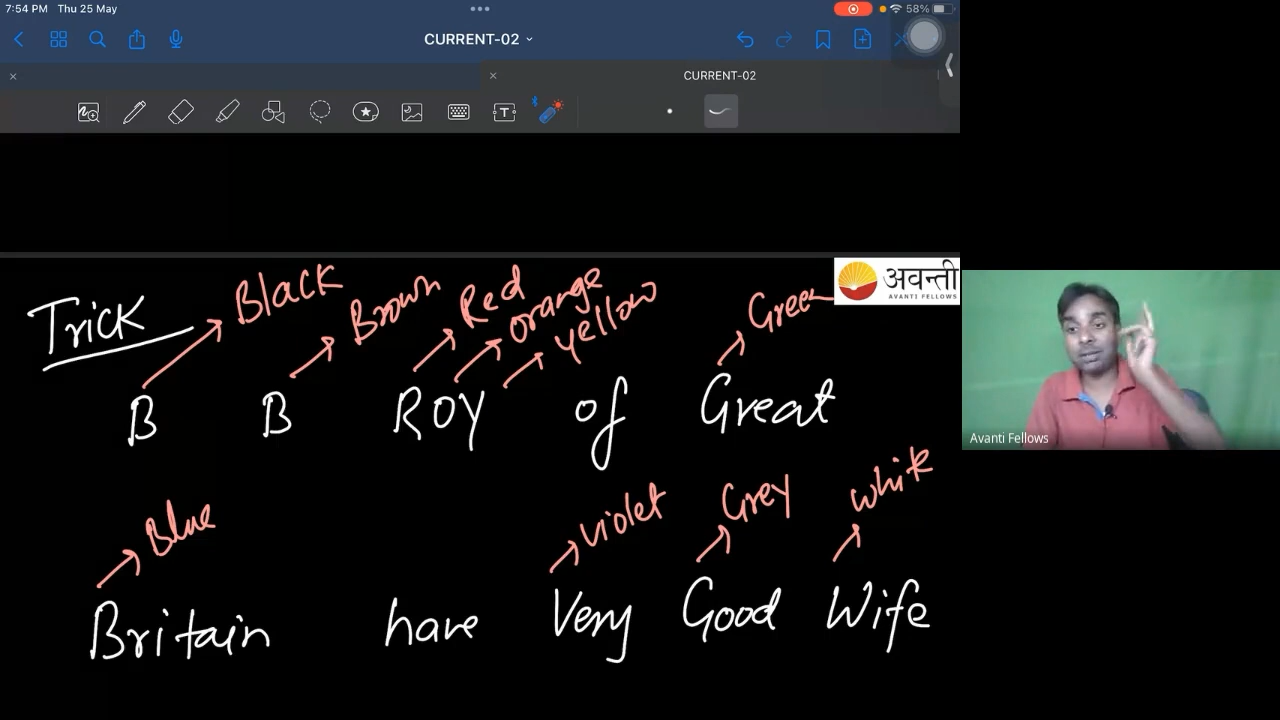 7:54 PM Thu 25 May
58%
CURRENT-02
CURRENT-02
अवन्ती
AVANTI FELLOWS
Trick
Black Brown Red Orange Yellow Green
B B ROY of Great
Blue Violet Grey White
Britain have Very Good Wife
Avanti Fellows